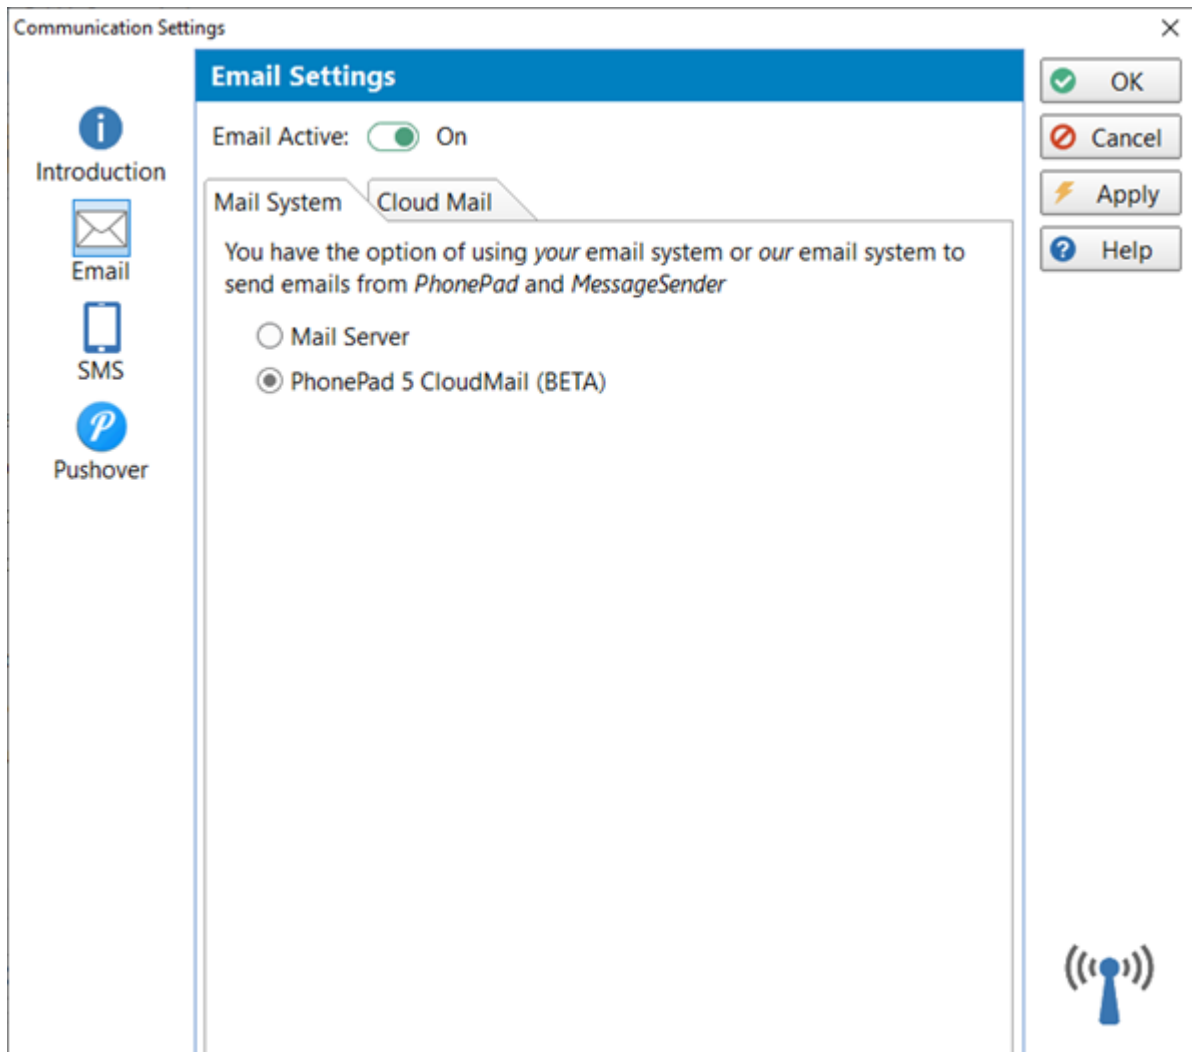 Communication Settings
Email Settings
Email Active: On
Introduction
Email
SMS
Pushover
Mail System
Cloud Mail
You have the option of using your email system or our email system to
send emails from PhonePad and MessageSender
Mail Server
PhonePad 5 CloudMail (BETA)
OK
Cancel
Apply
Help